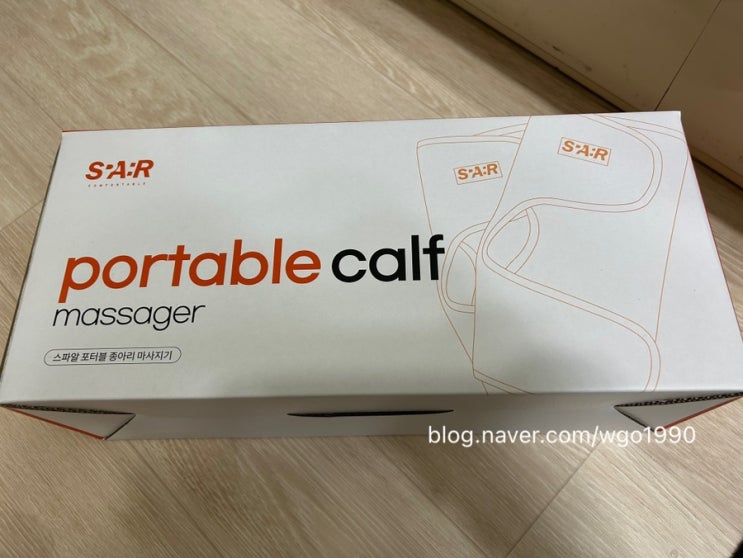 S:A:R
COMFORTABLE
S:A:R
S:A:R
portable calf
massager
스파알 포터블 종아리 마사지기
blog.naver.com/wgo1990